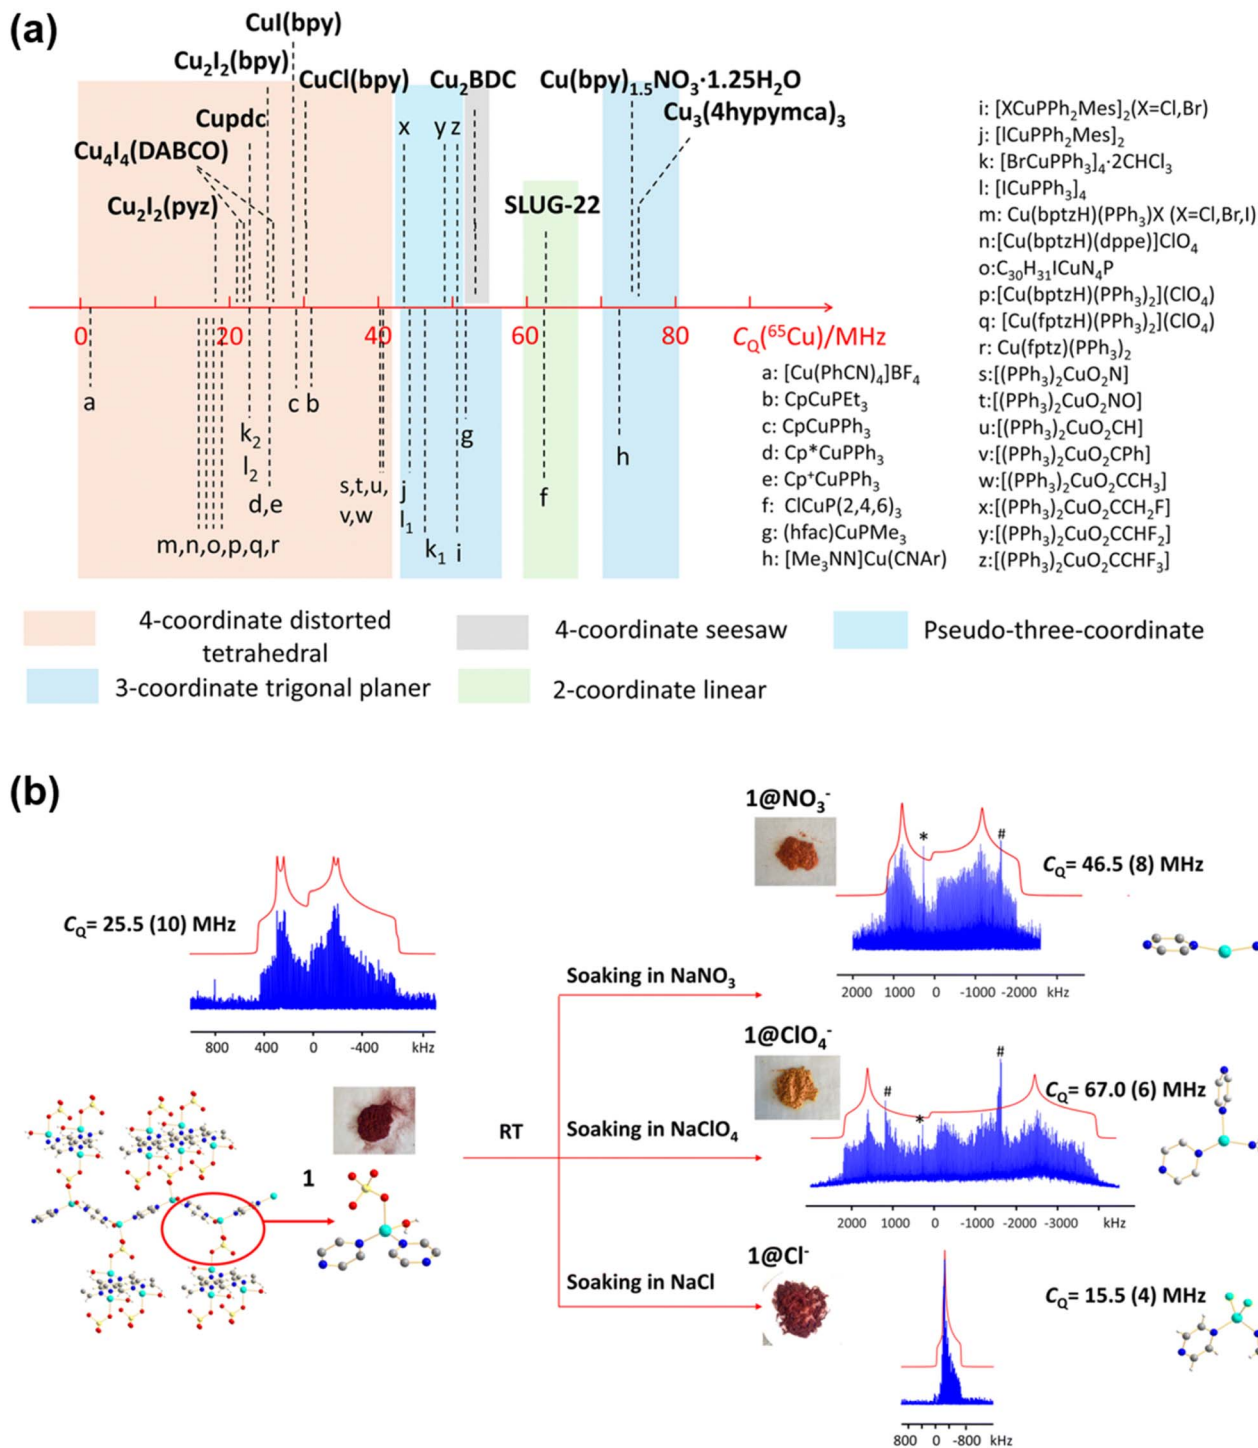 (a)
CuI(bpy)
Cu₂I₂(bpy)
CuCl(bpy)
Cu₂BDC
Cu(bpy)₁.₅NO₃·1.25H₂O
Cu₃(4hypymca)₃
Cupdc
Cu₄I₄(DABCO)
Cu₂I₂(pyz)
SLUG-22
x
y
z
0
20
40
60
80
C_Q(⁶⁵Cu)/MHz
a
c
b
k₂
l₂
d,e
m,n,o,p,q,r
s,t,u,
v,w
j
l₁
k₁
i
g
f
h
a: [Cu(PhCN)₄]BF₄
b: CpCuPEt₃
c: CpCuPPh₃
d: Cp*CuPPh₃
e: Cp⁺CuPPh₃
f: ClCuP(2,4,6)₃
g: (hfac)CuPMe₃
h: [Me₃NN]Cu(CNAr)
i: [XCuPPh₂Mes]₂(X=Cl,Br)
j: [ICuPPh₂Mes]₂
k: [BrCuPPh₃]₄·2CHCl₃
l: [ICuPPh₃]₄
m: Cu(bptzH)(PPh₃)X (X=Cl,Br,I)
n:[Cu(bptzH)(dppe)]ClO₄
o:C₃₀H₃₁ICuN₄P
p:[Cu(bptzH)(PPh₃)₂](ClO₄)
q: [Cu(fptzH)(PPh₃)₂](ClO₄)
r: Cu(fptz)(PPh₃)₂
s:[(PPh₃)₂CuO₂N]
t:[(PPh₃)₂CuO₂NO]
u:[(PPh₃)₂CuO₂CH]
v:[(PPh₃)₂CuO₂CPh]
w:[(PPh₃)₂CuO₂CCH₃]
x:[(PPh₃)₂CuO₂CCH₂F]
y:[(PPh₃)₂CuO₂CCHF₂]
z:[(PPh₃)₂CuO₂CCHF₃]
4-coordinate distorted
tetrahedral
4-coordinate seesaw
Pseudo-three-coordinate
3-coordinate trigonal planer
2-coordinate linear
(b)
C_Q= 25.5 (10) MHz
800 400 0 -400 kHz
1
RT
Soaking in NaNO₃
1@NO₃⁻
*
#
C_Q= 46.5 (8) MHz
2000 1000 0 -1000 -2000 kHz
Soaking in NaClO₄
1@ClO₄⁻
#
*
#
C_Q= 67.0 (6) MHz
2000 1000 0 -1000 -2000 -3000 kHz
Soaking in NaCl
1@Cl⁻
C_Q= 15.5 (4) MHz
800 0 -800 kHz